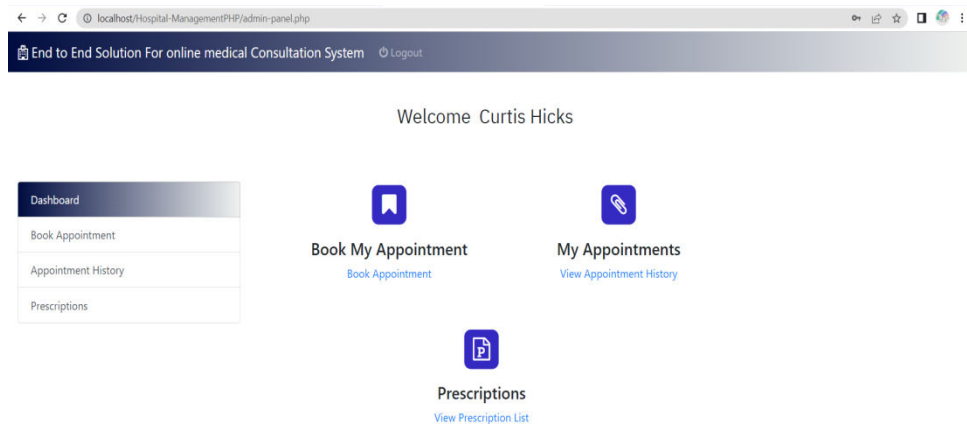 localhost/Hospital-ManagementPHP/admin-panel.php
End to End Solution For online medical Consultation System Logout
Welcome Curtis Hicks
Dashboard
Book Appointment
Appointment History
Prescriptions
Book My Appointment
Book Appointment
My Appointments
View Appointment History
P
Prescriptions
View Prescription List